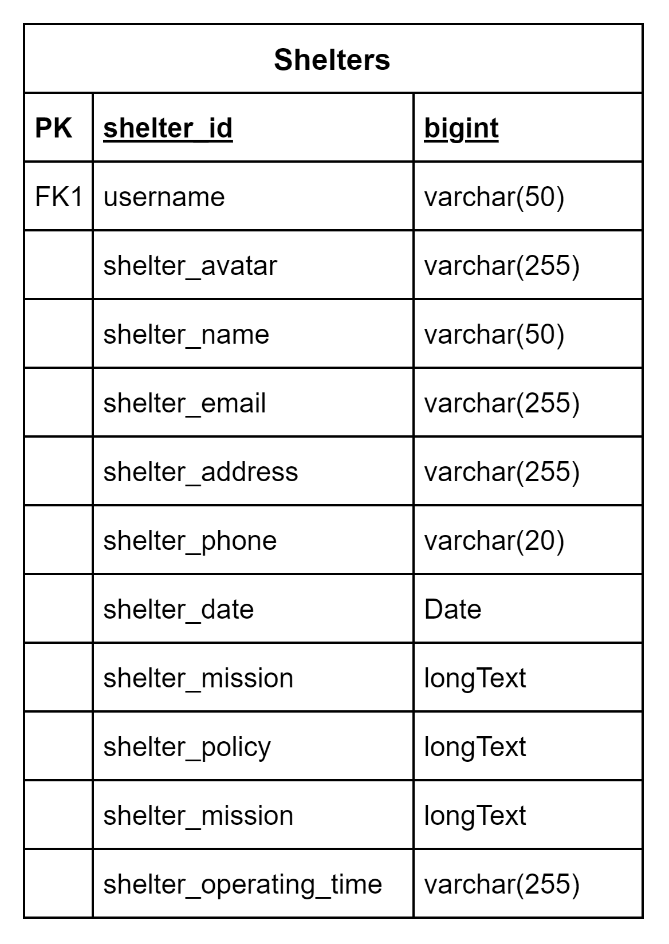 Shelters
PK shelter_id bigint
FK1 username varchar(50)
shelter_avatar varchar(255)
shelter_name varchar(50)
shelter_email varchar(255)
shelter_address varchar(255)
shelter_phone varchar(20)
shelter_date Date
shelter_mission longText
shelter_policy longText
shelter_mission longText
shelter_operating_time varchar(255)